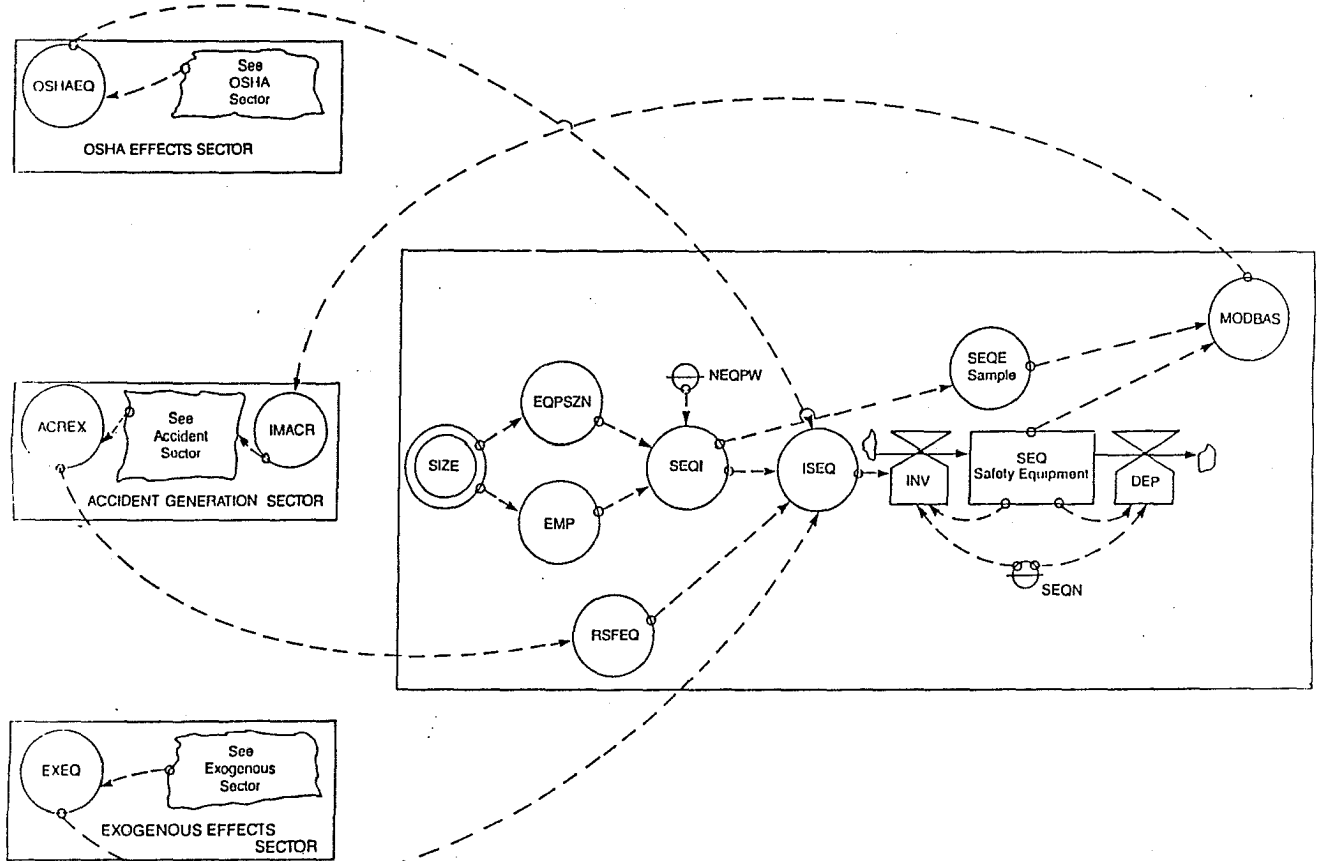 OSHAEQ
See
OSHA
Sector
OSHA EFFECTS SECTOR
MODBAS
SEQE
Sample
NEQPW
EQPSZN
ACREX
See
Accident
Sector
IMACR
ACCIDENT GENERATION SECTOR
SIZE
SEQI
ISEQ
INV
SEQ
Safety Equipment
DEP
EMP
SEQN
RSFEQ
EXEQ
See
Exogenous
Sector
EXOGENOUS EFFECTS
SECTOR